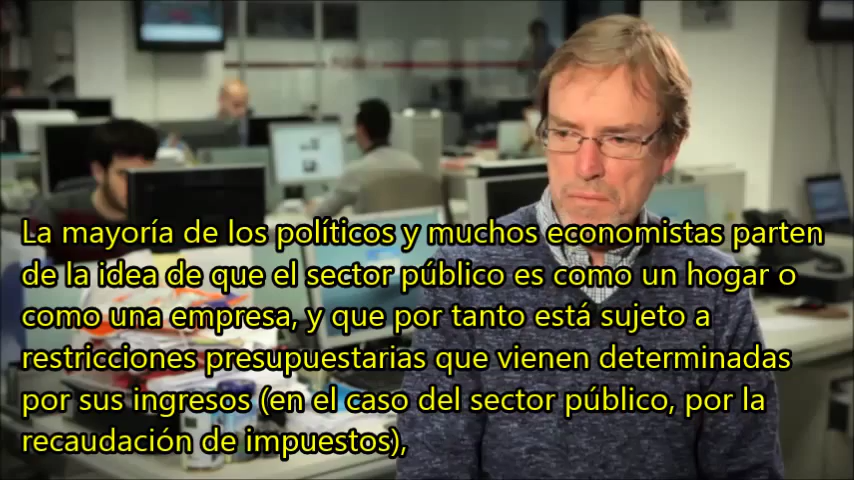 La mayoría de los políticos y muchos economistas parten
de la idea de que el sector público es como un hogar o
como una empresa, y que por tanto está sujeto a
restricciones presupuestarias que vienen determinadas
por sus ingresos (en el caso del sector público, por la
recaudación de impuestos),